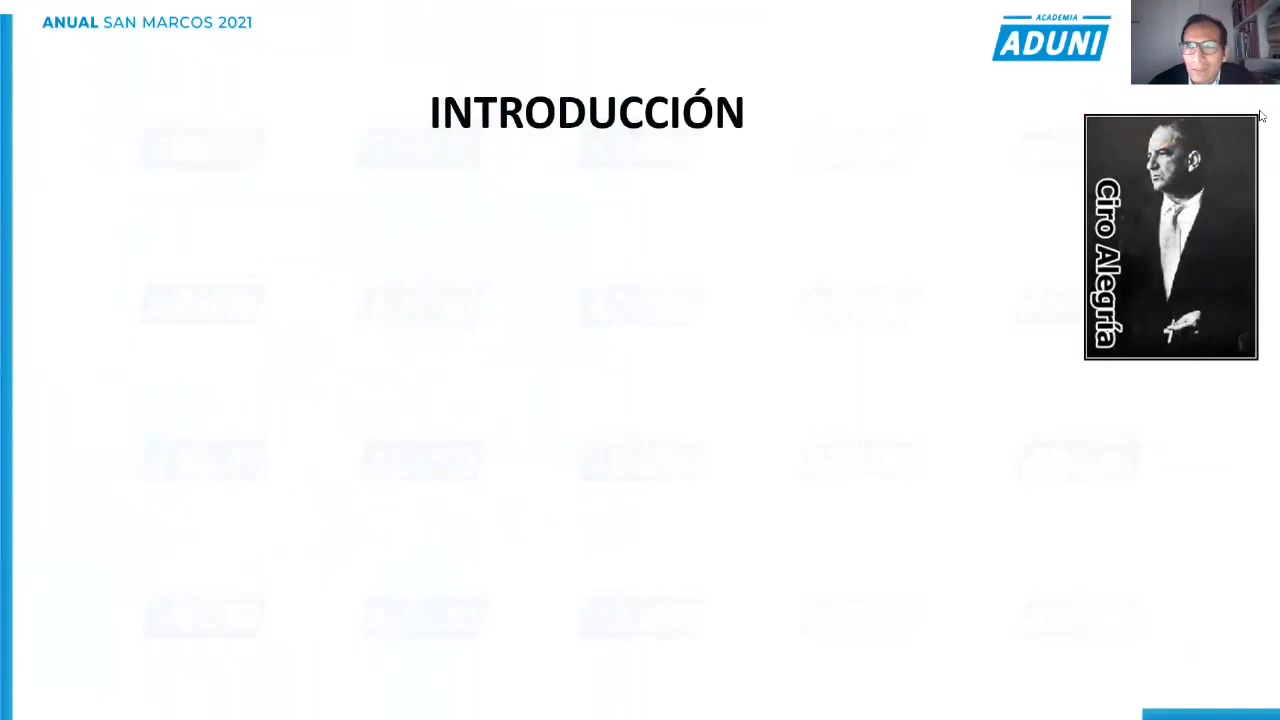 ANUAL SAN MARCOS 2021
ACADEMIA
ADUNI
INTRODUCCIÓN
Ciro Alegría